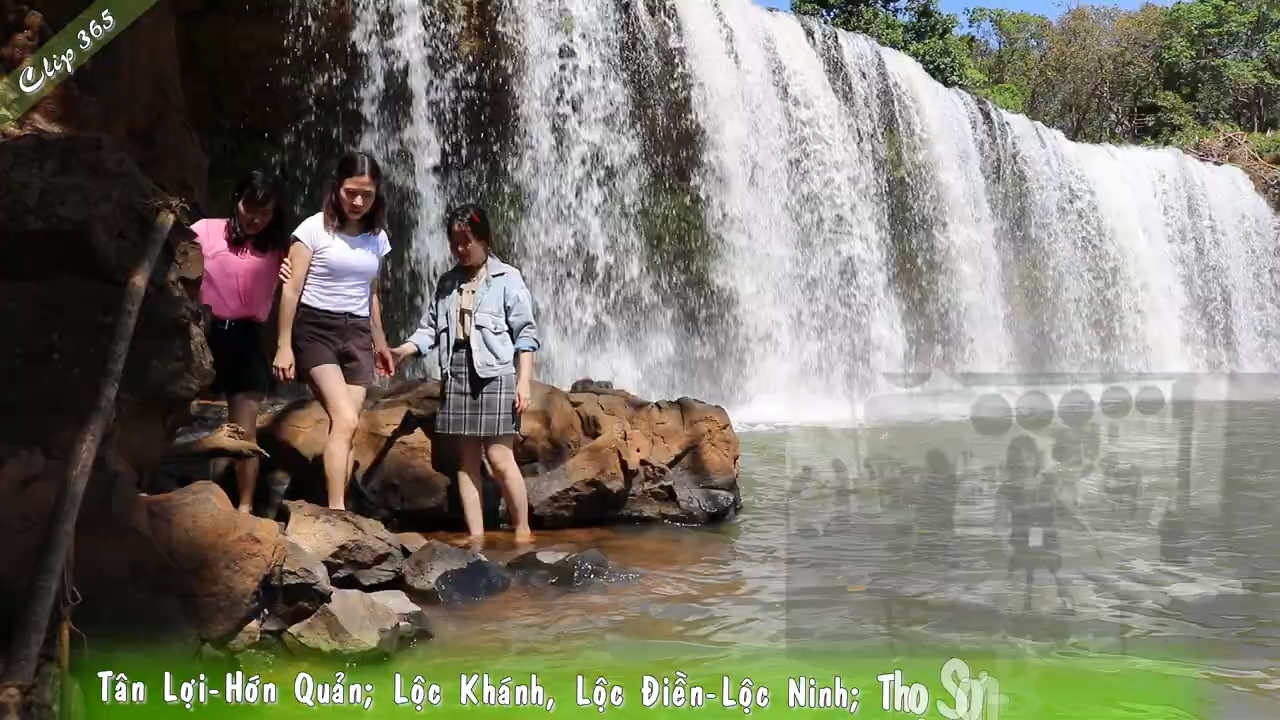 Clip 365
Tân Lợi-Hớn Quản; Lộc Khánh, Lộc Điền-Lộc Ninh; Thọ Sơn